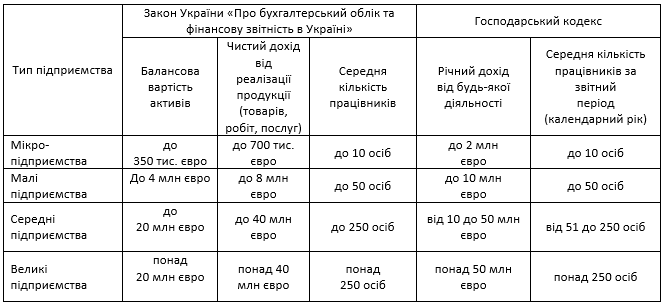 Тип підприємства
Закон України «Про бухгалтерський облік та
фінансову звітність в Україні»
Господарський кодекс
Балансова
вартість
активів
Чистий дохід
від
реалізації
продукції
(товарів,
робіт, послуг)
Середня
кількість
працівників
Річний дохід
від будь-якої
діяльності
Середня кількість
працівників за
звітний
період
(календарний рік)
Мікро-
підприємства
до
350 тис. євро
до 700 тис.
євро
до 10 осіб
до 2 млн
євро
до 10 осіб
Малі
підприємства
До 4 млн євро
до 8 млн
євро
до 50 осіб
до 10 млн
євро
до 50 осіб
Середні
підприємства
до
20 млн євро
до 40 млн
євро
до 250 осіб
від 10 до 50 млн
євро
від 51 до 250 осіб
Великі
підприємства
понад
20 млн євро
понад 40
млн євро
понад
250 осіб
понад 50 млн
євро
понад 250 осіб